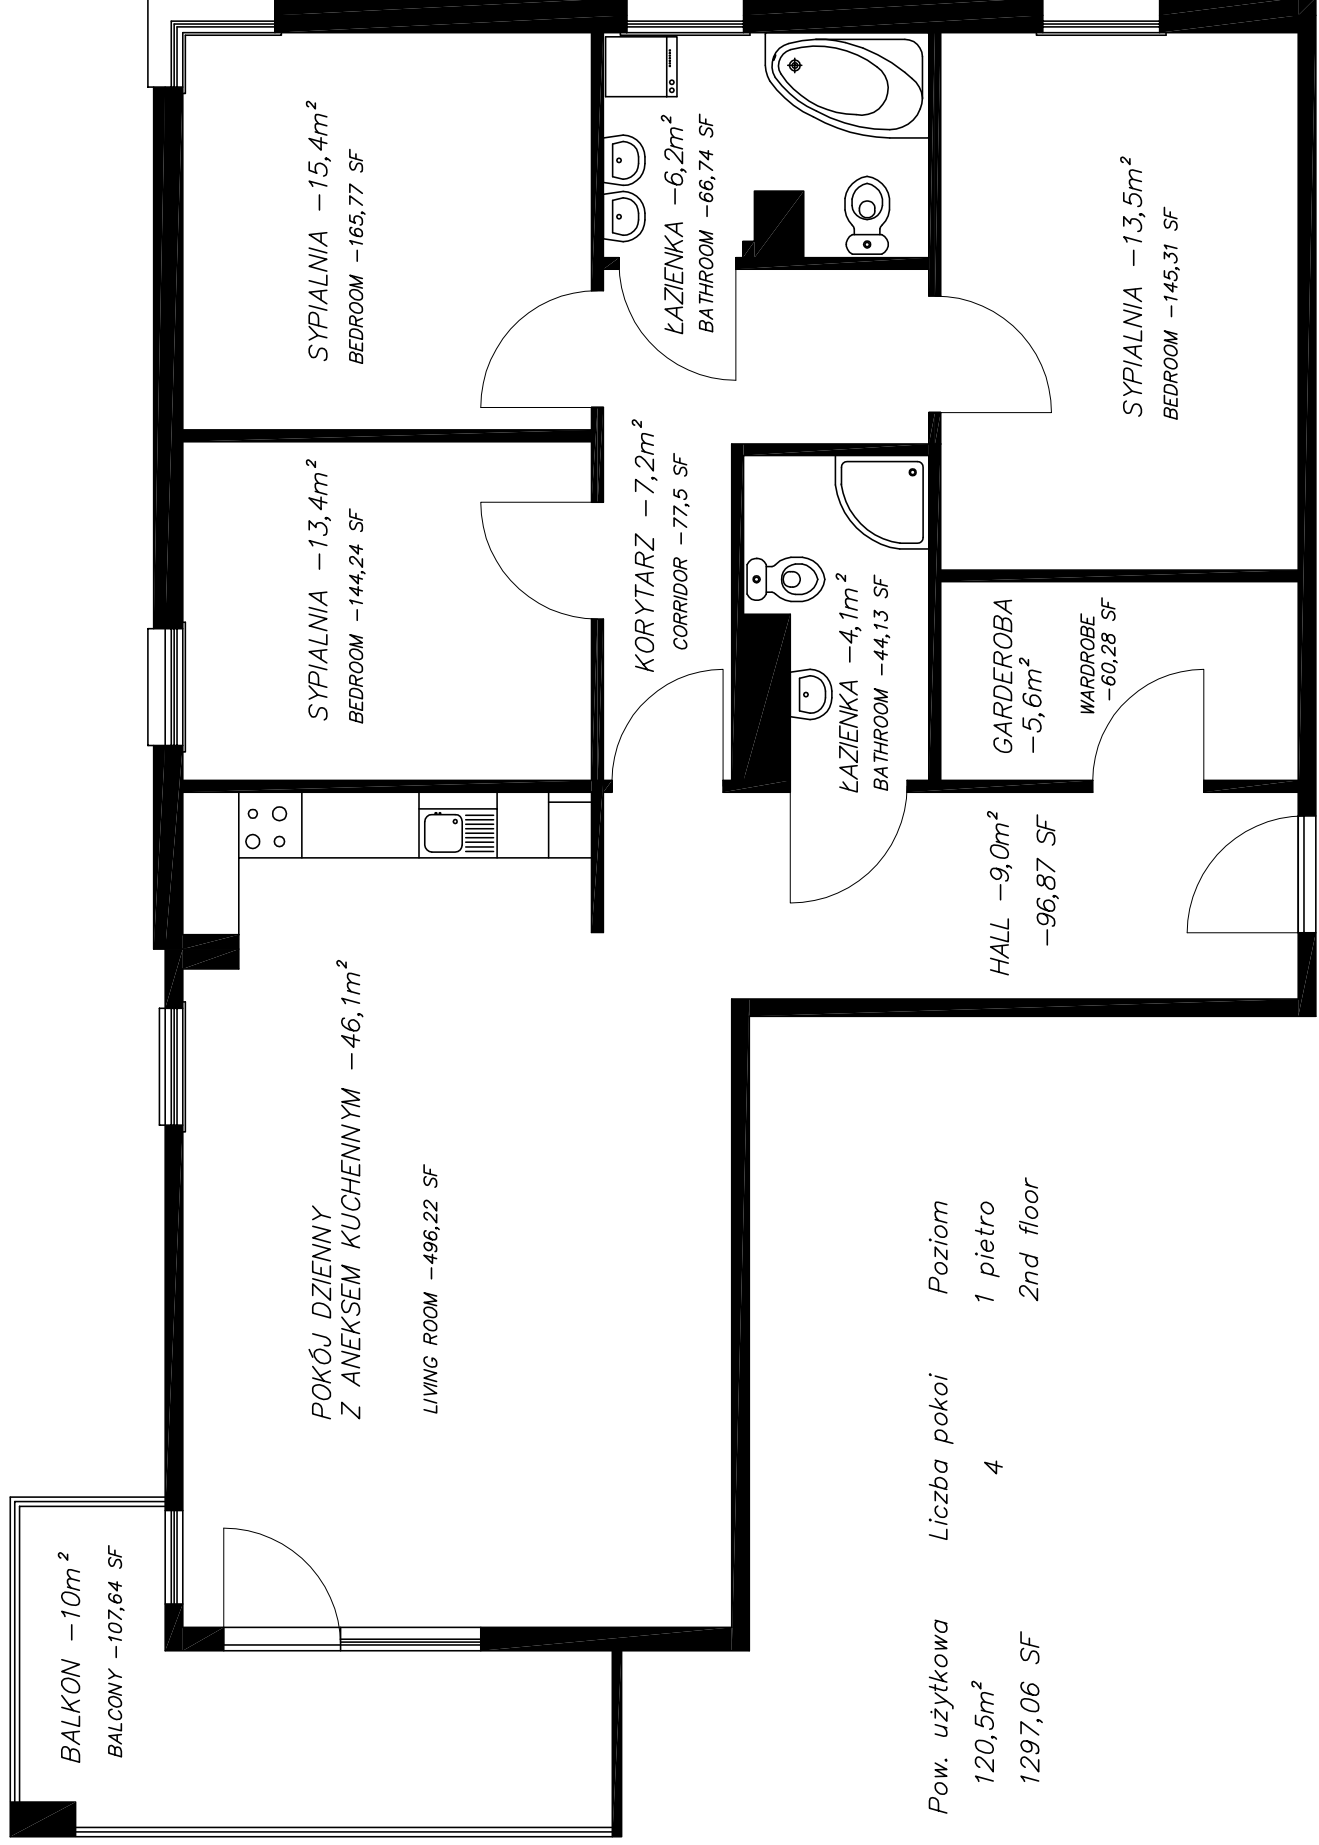 SYPIALNIA -15,4m²
BEDROOM -165,77 SF
ŁAZIENKA -6,2m²
BATHROOM -66,74 SF
SYPIALNIA -13,5m²
BEDROOM -145,31 SF
SYPIALNIA -13,4m²
BEDROOM -144,24 SF
KORYTARZ -7,2m²
CORRIDOR -77,5 SF
ŁAZIENKA -4,1m²
BATHROOM -44,13 SF
GARDEROBA
-5,6m²
WARDROBE
-60,28 SF
HALL -9,0m²
-96,87 SF
POKÓJ DZIENNY
Z ANEKSEM KUCHENNYM -46,1m²
LIVING ROOM -496,22 SF
BALKON -10m²
BALCONY -107,64 SF
Pow. użytkowa
120,5m²
1297,06 SF
Liczba pokoi
4
Poziom
1 pietro
2nd floor